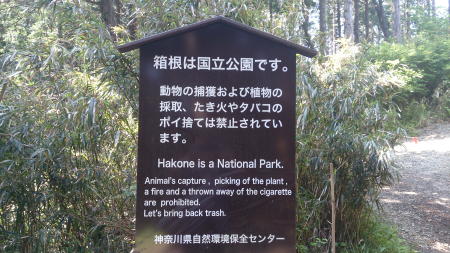 箱根は国立公園です。
動物の捕獲および植物の
採取、たき火やタバコの
ポイ捨ては禁止されてい
ます。
Hakone is a National Park.
Animal's capture , picking of the plant ,
a fire and a thrown away of the cigarette
are prohibited.
Let's bring back trash.
神奈川県自然環境保全センター